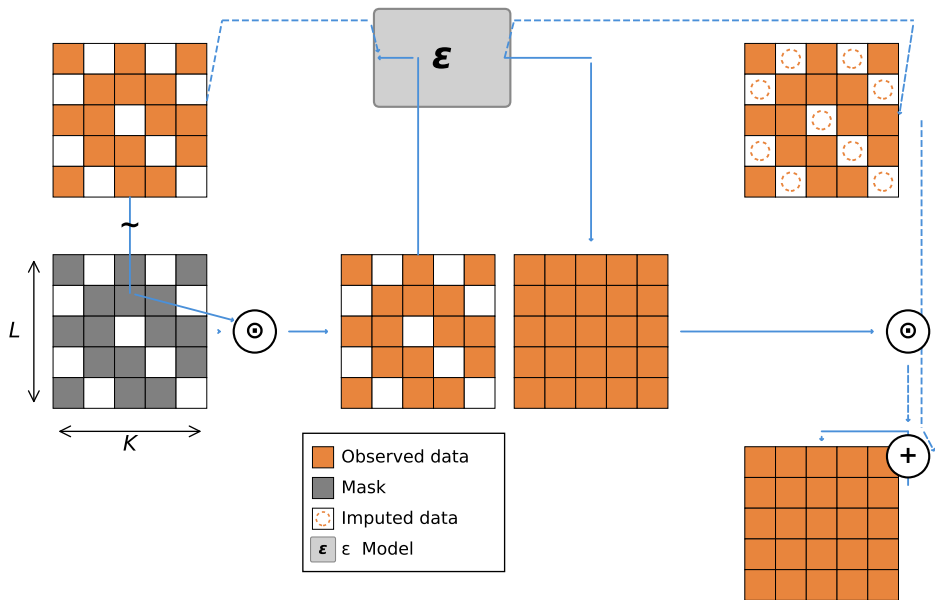 ε
~
⊙
⊙
L
K
+
Observed data
Mask
Imputed data
ε ε Model